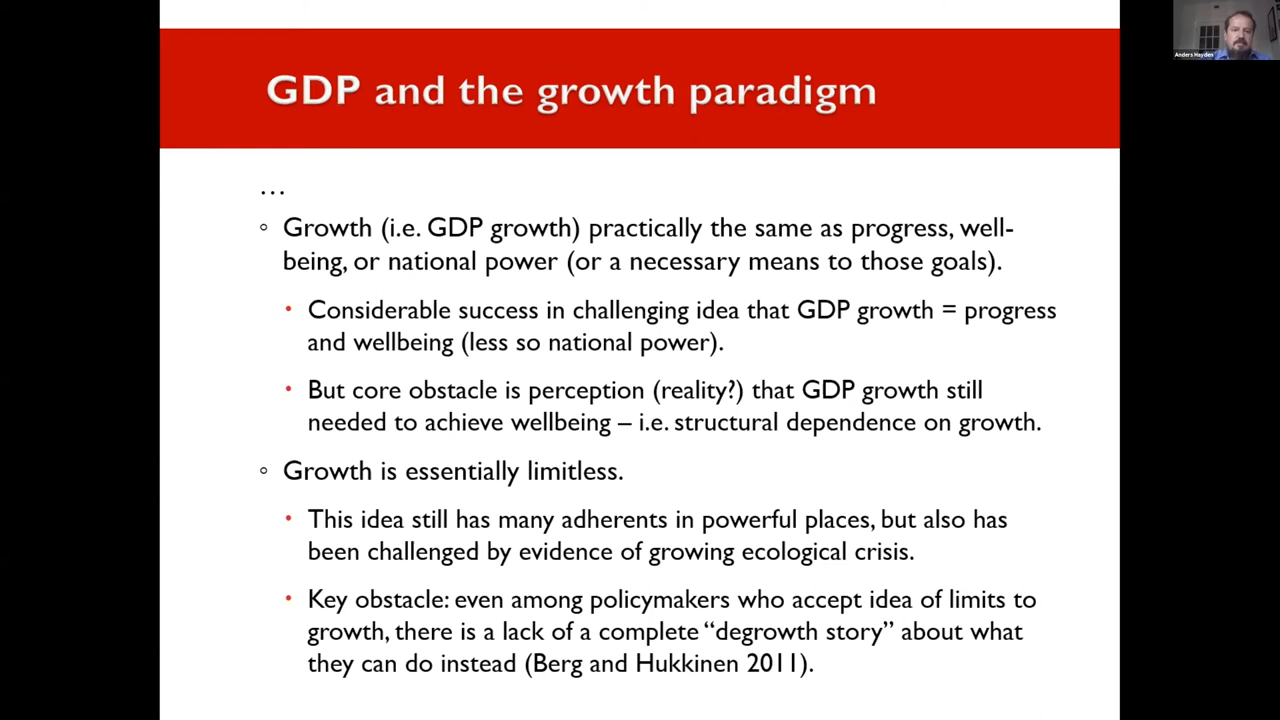 Anders Hayden
GDP and the growth paradigm
…
◦ Growth (i.e. GDP growth) practically the same as progress, well-
being, or national power (or a necessary means to those goals).
• Considerable success in challenging idea that GDP growth = progress
and wellbeing (less so national power).
• But core obstacle is perception (reality?) that GDP growth still
needed to achieve wellbeing – i.e. structural dependence on growth.
◦ Growth is essentially limitless.
• This idea still has many adherents in powerful places, but also has
been challenged by evidence of growing ecological crisis.
• Key obstacle: even among policymakers who accept idea of limits to
growth, there is a lack of a complete “degrowth story” about what
they can do instead (Berg and Hukkinen 2011).